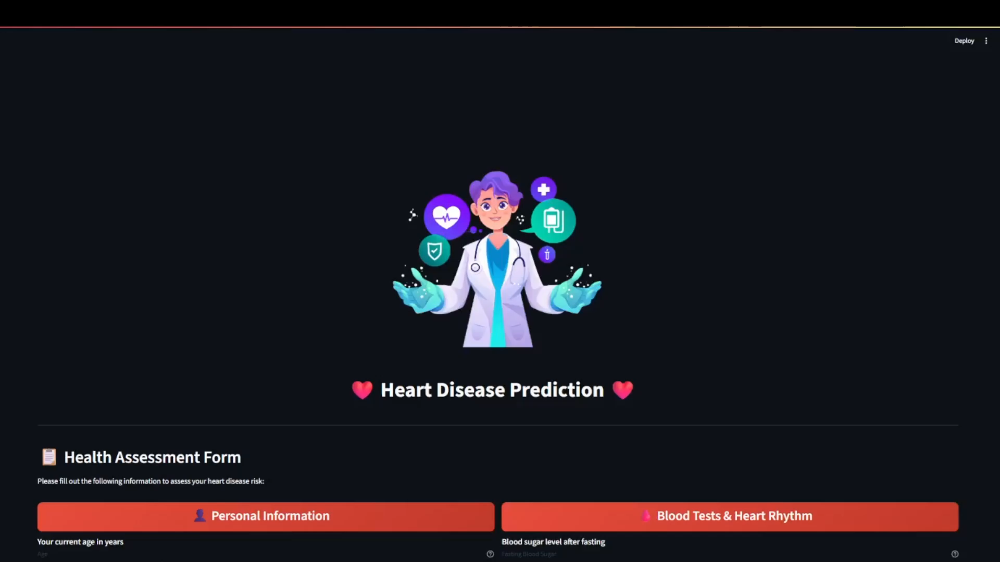 Deploy
Heart Disease Prediction
Health Assessment Form
Please fill out the following information to assess your heart disease risk:
Personal Information
Blood Tests & Heart Rhythm
Your current age in years
Blood sugar level after fasting
Age
Fasting Blood Sugar